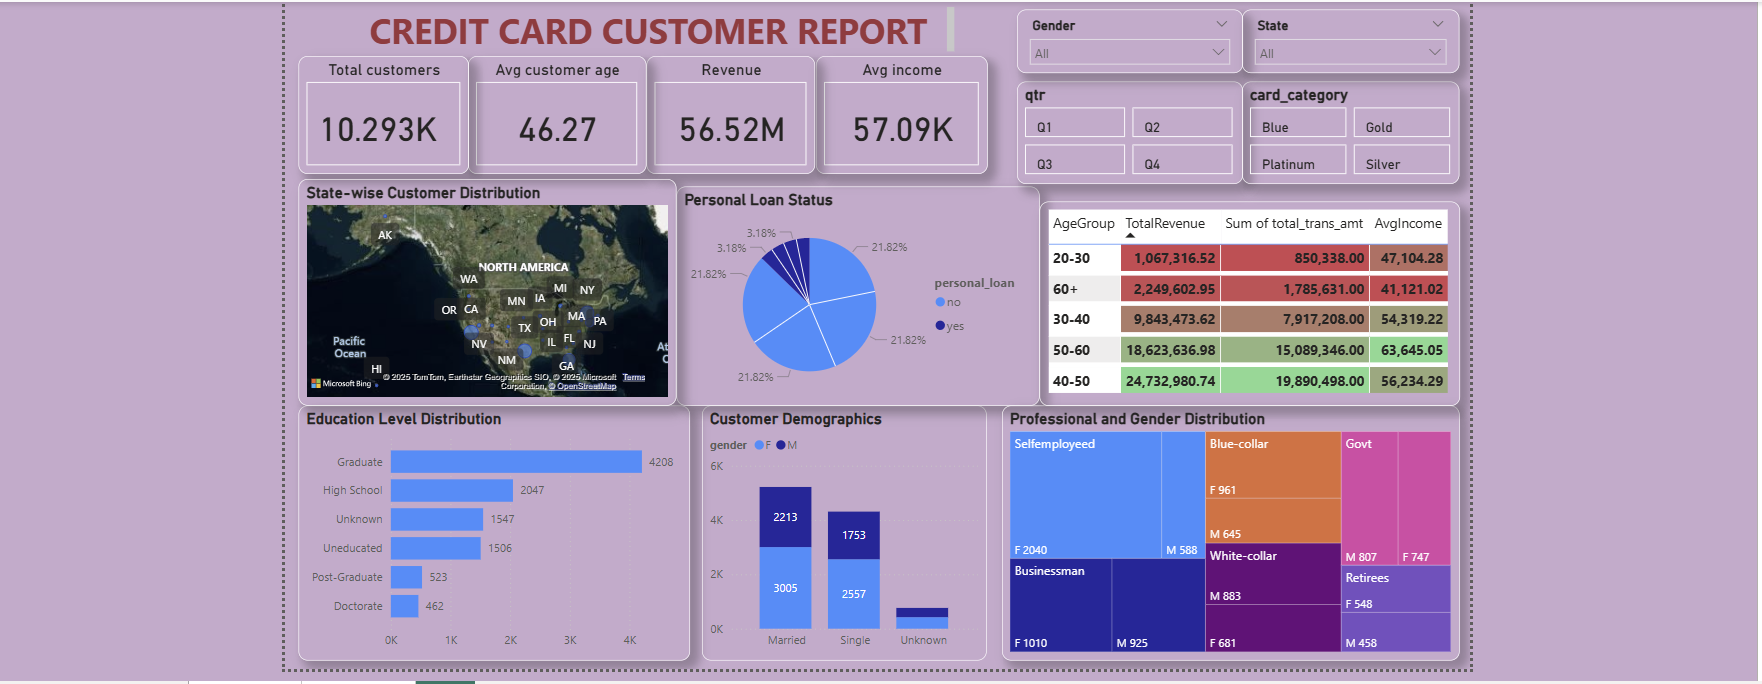 CREDIT CARD CUSTOMER REPORT
Gender
All
State
All
Total customers
10.293K
Avg customer age
46.27
Revenue
56.52M
Avg income
57.09K
qtr
Q1
Q2
Q3
Q4
card_category
Blue
Gold
Platinum
Silver
State-wise Customer Distribution
AK
NORTH AMERICA
WA
MI
NY
MN
IA
OR
CA
MA
PA
OH
TX
NV
IL
FL
NJ
NM
GA
HI
Pacific
Ocean
At
Microsoft Bing
© 2025 TomTom, Earthstar Geographics SIO, © 2025 Microsoft
Corporation, © OpenStreetMap
Terms
Personal Loan Status
3.18%
3.18%
21.82%
21.82%
21.82%
21.82%
personal_loan
no
yes
AgeGroup TotalRevenue Sum of total_trans_amt AvgIncome
20-30 1,067,316.52 850,338.00 47,104.28
60+ 2,249,602.95 1,785,631.00 41,121.02
30-40 9,843,473.62 7,917,208.00 54,319.22
50-60 18,623,636.98 15,089,346.00 63,645.05
40-50 24,732,980.74 19,890,498.00 56,234.29
Education Level Distribution
Graduate 4208
High School 2047
Unknown 1547
Uneducated 1506
Post-Graduate 523
Doctorate 462
0K 1K 2K 3K 4K
Customer Demographics
gender F M
6K
4K
2K
0K
2213
3005
1753
2557
Married Single Unknown
Professional and Gender Distribution
Selfemployeed
F 2040
M 588
Businessman
F 1010
M 925
Blue-collar
F 961
M 645
White-collar
M 883
F 681
Govt
M 807
F 747
Retirees
F 548
M 458